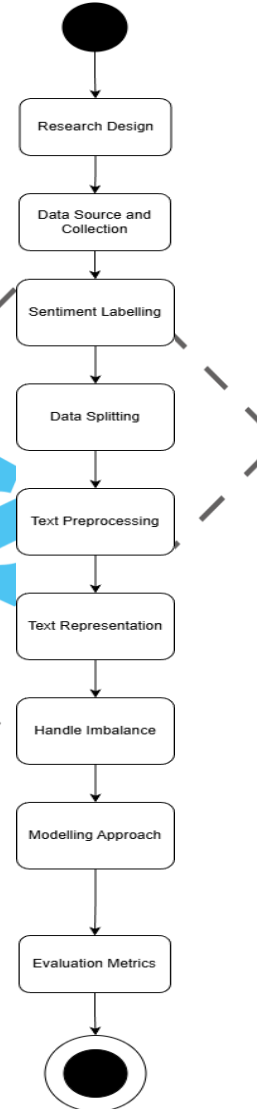 Research Design
Data Source and
Collection
Sentiment Labelling
Data Splitting
Text Preprocessing
Text Representation
Handle Imbalance
Modelling Approach
Evaluation Metrics